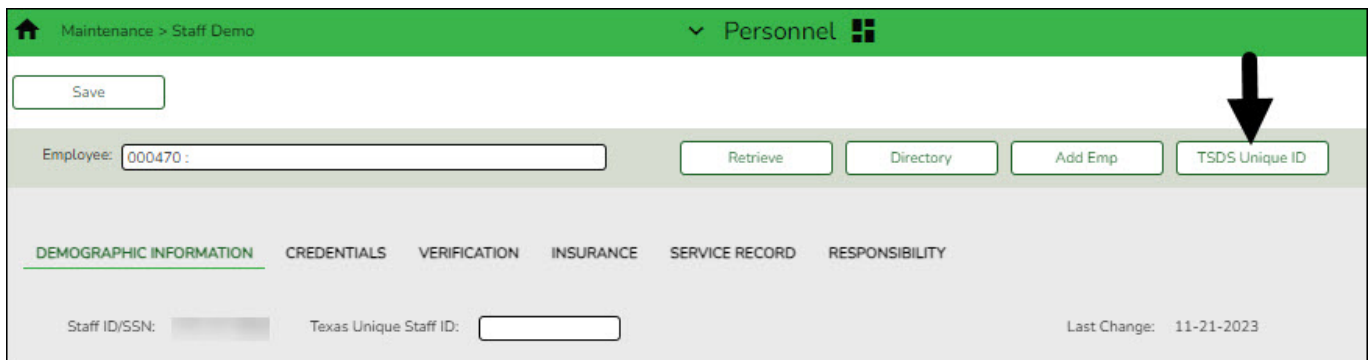 Maintenance > Staff Demo
Personnel
Save
Employee: 000470 : Retrieve Directory Add Emp TSDS Unique ID
DEMOGRAPHIC INFORMATION CREDENTIALS VERIFICATION INSURANCE SERVICE RECORD RESPONSIBILITY
Staff ID/SSN: Texas Unique Staff ID: Last Change: 11-21-2023